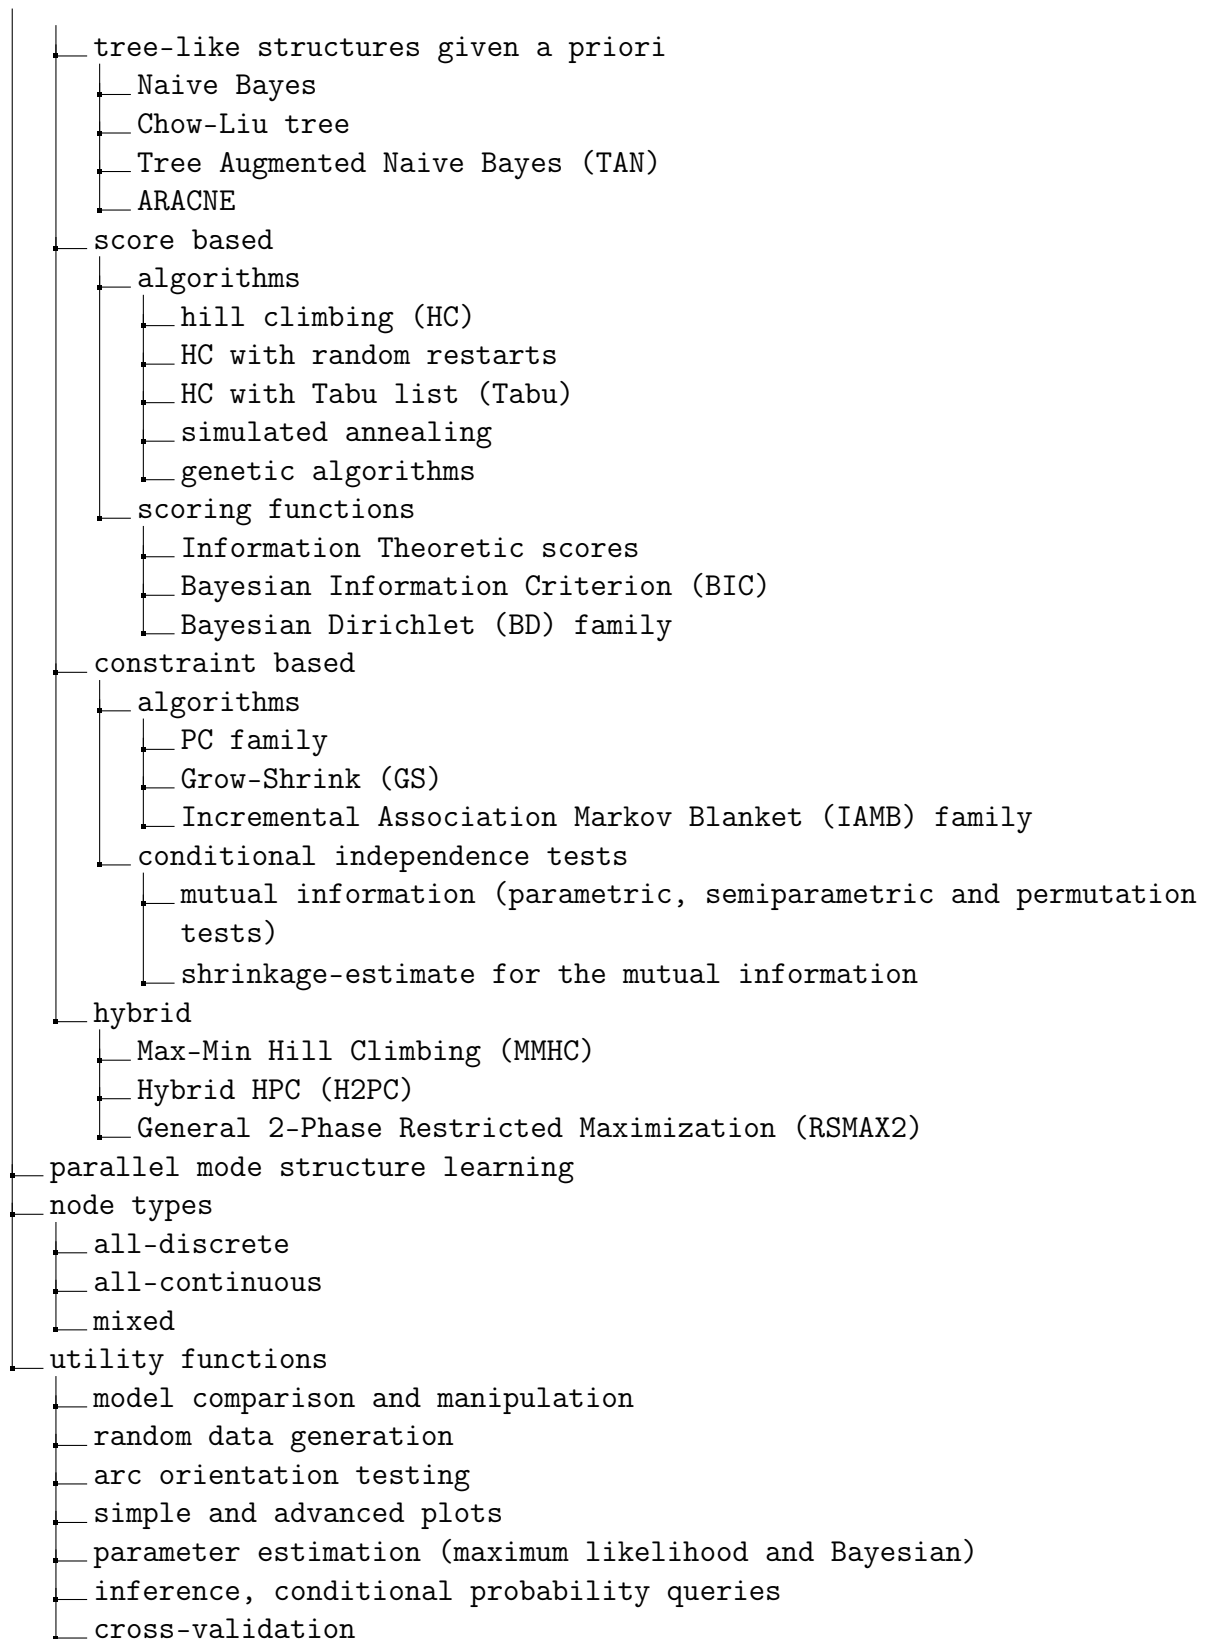 tree-like structures given a priori
Naive Bayes
Chow-Liu tree
Tree Augmented Naive Bayes (TAN)
ARACNE
score based
algorithms
hill climbing (HC)
HC with random restarts
HC with Tabu list (Tabu)
simulated annealing
genetic algorithms
scoring functions
Information Theoretic scores
Bayesian Information Criterion (BIC)
Bayesian Dirichlet (BD) family
constraint based
algorithms
PC family
Grow-Shrink (GS)
Incremental Association Markov Blanket (IAMB) family
conditional independence tests
mutual information (parametric, semiparametric and permutation
tests)
shrinkage-estimate for the mutual information
hybrid
Max-Min Hill Climbing (MMHC)
Hybrid HPC (H2PC)
General 2-Phase Restricted Maximization (RSMAX2)
parallel mode structure learning
node types
all-discrete
all-continuous
mixed
utility functions
model comparison and manipulation
random data generation
arc orientation testing
simple and advanced plots
parameter estimation (maximum likelihood and Bayesian)
inference, conditional probability queries
cross-validation